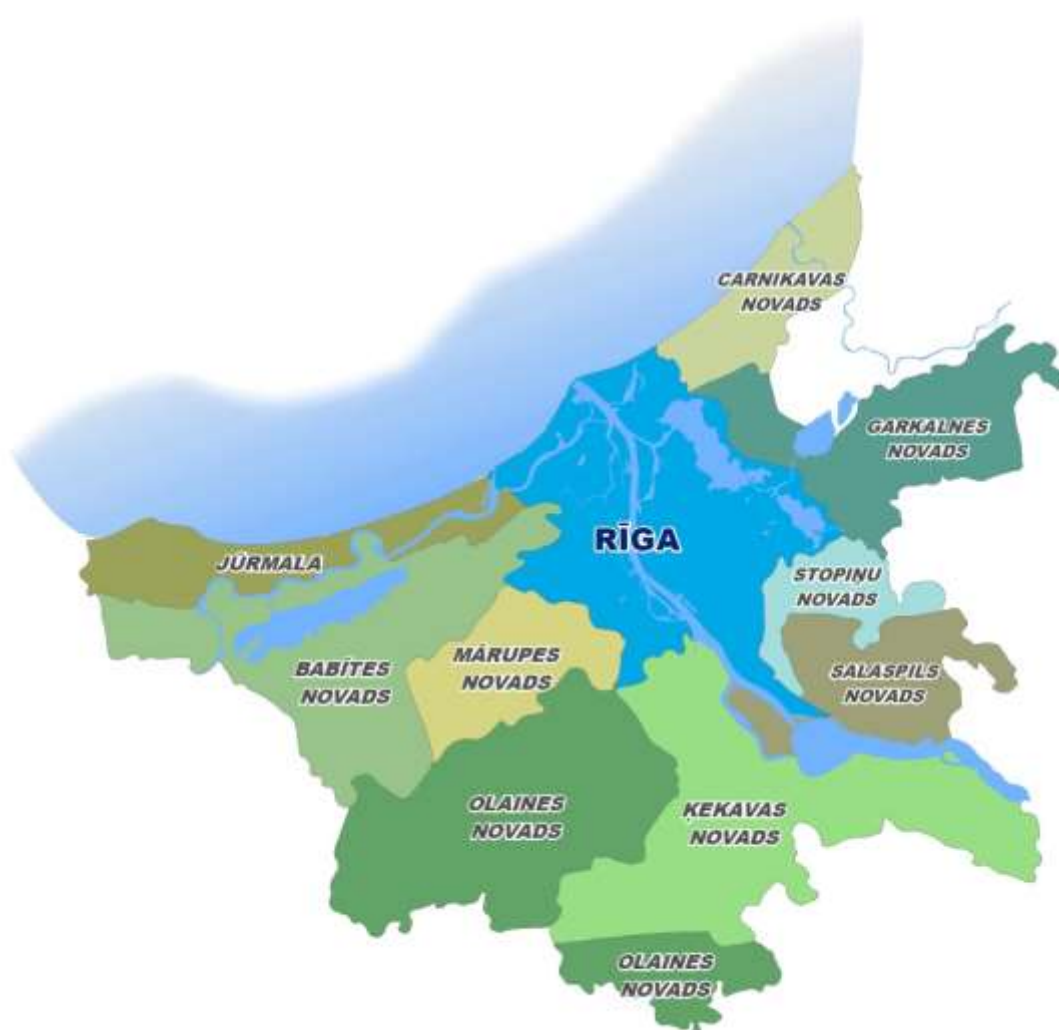 CARNIKAVAS
NOVADS
GARKALNES
NOVADS
RĪGA
JŪRMALA
STOPIŅU
NOVADS
BABĪTES
NOVADS
MĀRUPES
NOVADS
SALASPILS
NOVADS
OLAINES
NOVADS
ĶEKAVAS
NOVADS
OLAINES
NOVADS